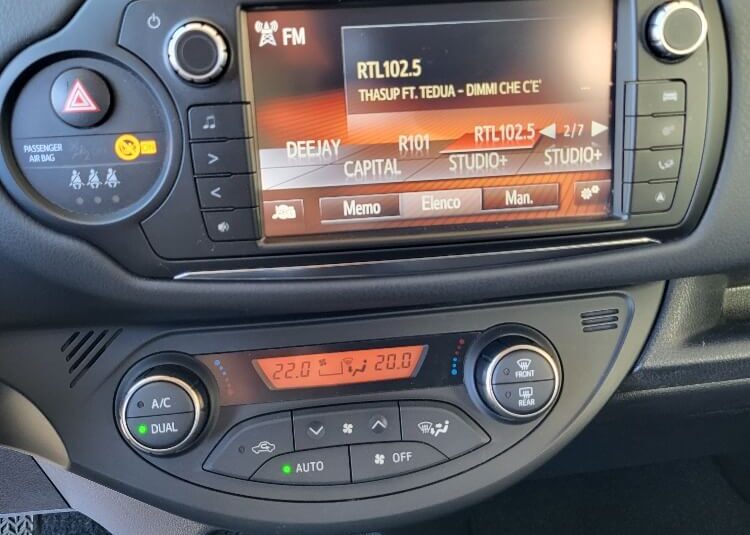 FM
RTL102.5
THASUP FT. TEDUA - DIMMI CHE C'E'
...
DEEJAY R101 RTL102.5 2/7
CAPITAL STUDIO+ STUDIO+
Memo Elenco Man.
PASSENGER
AIR BAG
22.0 20.0
A/C
DUAL
FRONT
REAR
AUTO
OFF